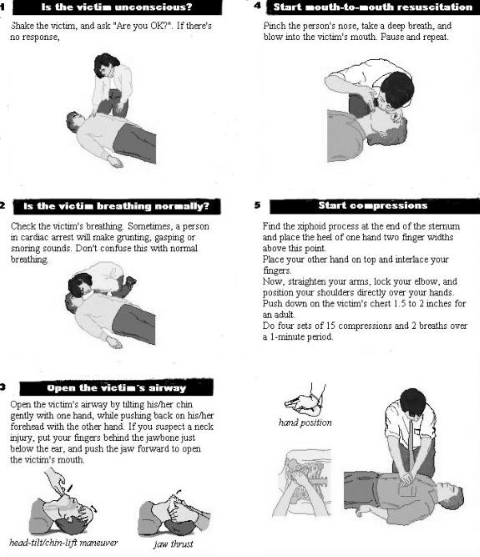 1 Is the victim unconscious?
Shake the victim, and ask "Are you OK?". If there's
no response,
2 Is the victim breathing normally?
Check the victim's breathing. Sometimes, a person
in cardiac arrest will make grunting, gasping or
snoring sounds. Don't confuse this with normal
breathing.
3 Open the victim's airway
Open the victim's airway by tilting his/her chin
gently with one hand, while pushing back on his/her
forehead with the other hand. If you suspect a neck
injury, put your fingers behind the jawbone just
below the ear, and push the jaw forward to open
the victim's mouth.
head-tilt/chin-lift maneuver
jaw thrust
4 Start mouth-to-mouth resuscitation
Pinch the person's nose, take a deep breath, and
blow into the victim's mouth. Pause and repeat.
5 Start compressions
Find the xiphoid process at the end of the sternum
and place the heel of one hand two finger widths
above this point.
Place your other hand on top and interlace your
fingers.
Now, straighten your arms, lock your elbow, and
position your shoulders directly over your hands.
Push down on the victim's chest 1.5 to 2 inches for
an adult.
Do four sets of 15 compressions and 2 breaths over
a 1-minute period.
hand position